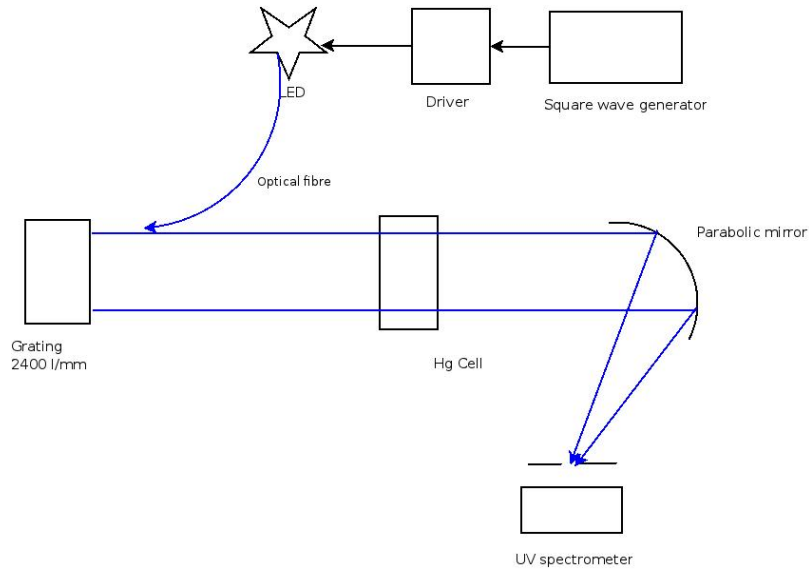 LED
Driver
Square wave generator
Optical fibre
Parabolic mirror
Grating
2400 l/mm
Hg Cell
UV spectrometer